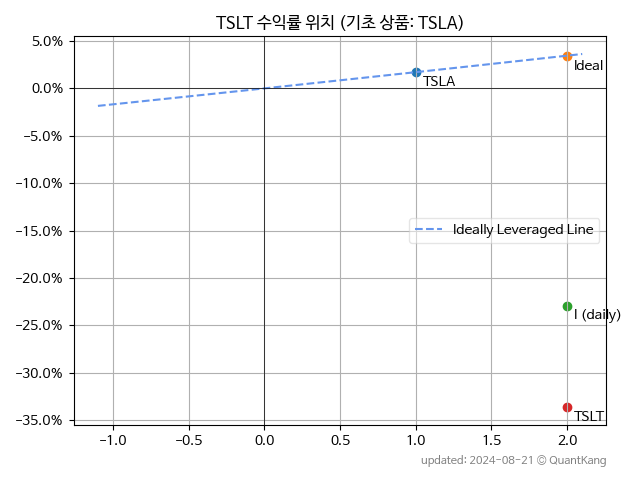 TSLT 수익률 위치 (기초 상품: TSLA)
5.0%
0.0%
−5.0%
−10.0%
−15.0%
−20.0%
−25.0%
−30.0%
−35.0%
Ideal
TSLA
Ideally Leveraged Line
I (daily)
TSLT
−1.0 −0.5 0.0 0.5 1.0 1.5 2.0
updated: 2024-08-21 © QuantKang